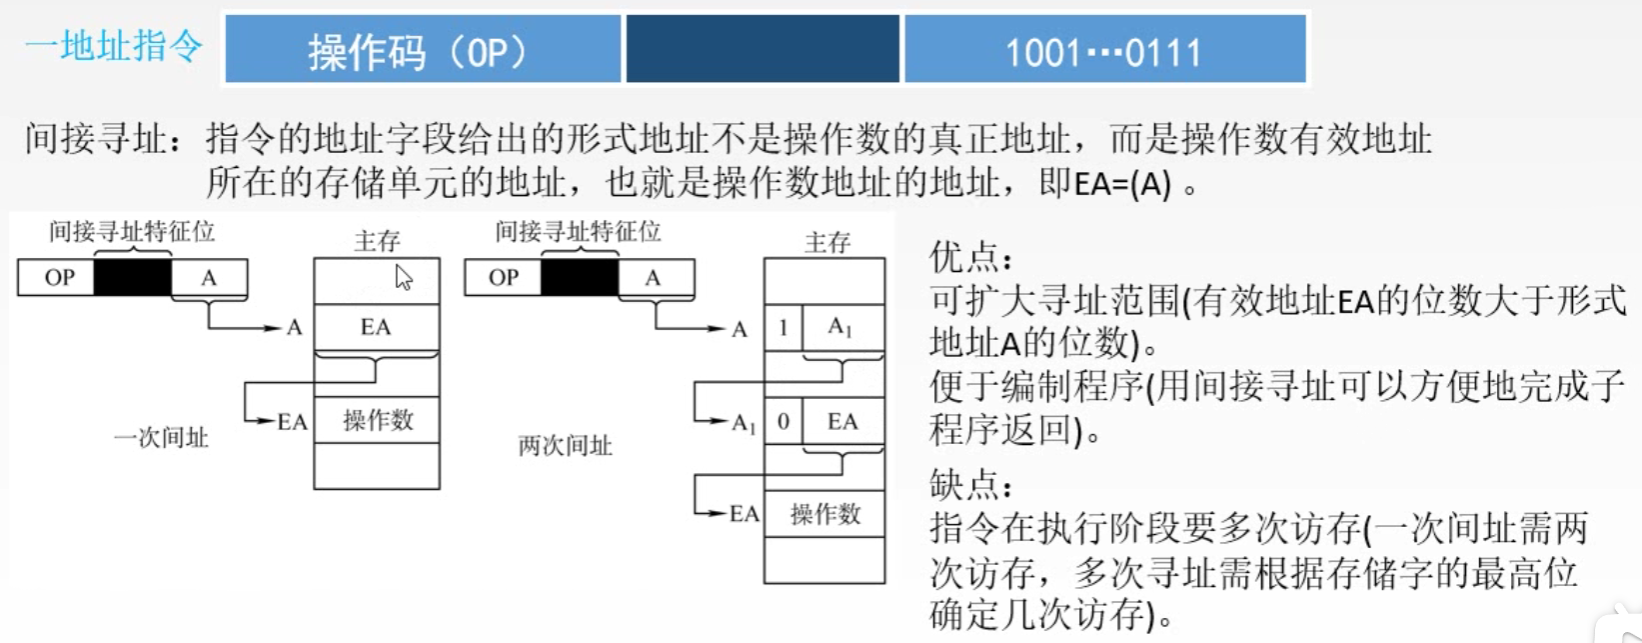 一地址指令
操作码（OP）
1001…0111
间接寻址：指令的地址字段给出的形式地址不是操作数的真正地址，而是操作数有效地址
所在的存储单元的地址，也就是操作数地址的地址，即EA=(A) 。
间接寻址特征位
主存
OP
A
A
EA
EA
操作数
一次间址
间接寻址特征位
主存
OP
A
A
1
A₁
A₁
0
EA
EA
操作数
两次间址
优点：
可扩大寻址范围(有效地址EA的位数大于形式
地址A的位数)。
便于编制程序(用间接寻址可以方便地完成子
程序返回)。
缺点：
指令在执行阶段要多次访存(一次间址需两
次访存，多次寻址需根据存储字的最高位
确定几次访存)。